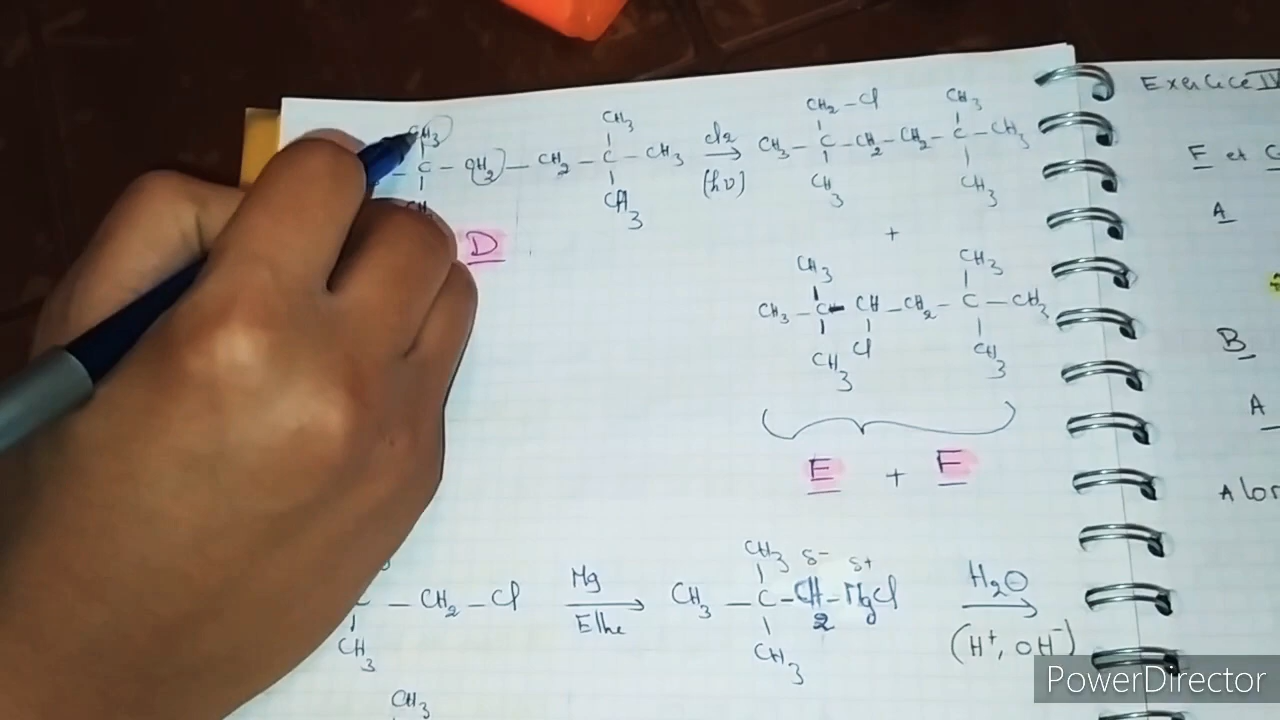 CH3 CH3 CH2-Cl CH3
C - CH2 - CH2 - C - CH3 Cl2 (hν) → CH3 - C - CH2 - CH2 - C - CH3
CH3 CH3 CH3 CH3
D
+
CH3 CH3
CH3 - C - CH - CH2 - C - CH3
CH3 Cl CH3
E + F
CH3 δ- δ+
C - CH2 - Cl Mg → CH3 - C - CH2 - MgCl H2O →
CH3 CH3 (H+, OH-)
CH3
Exercice IV
F et
A
B
A
Alor
PowerDirector